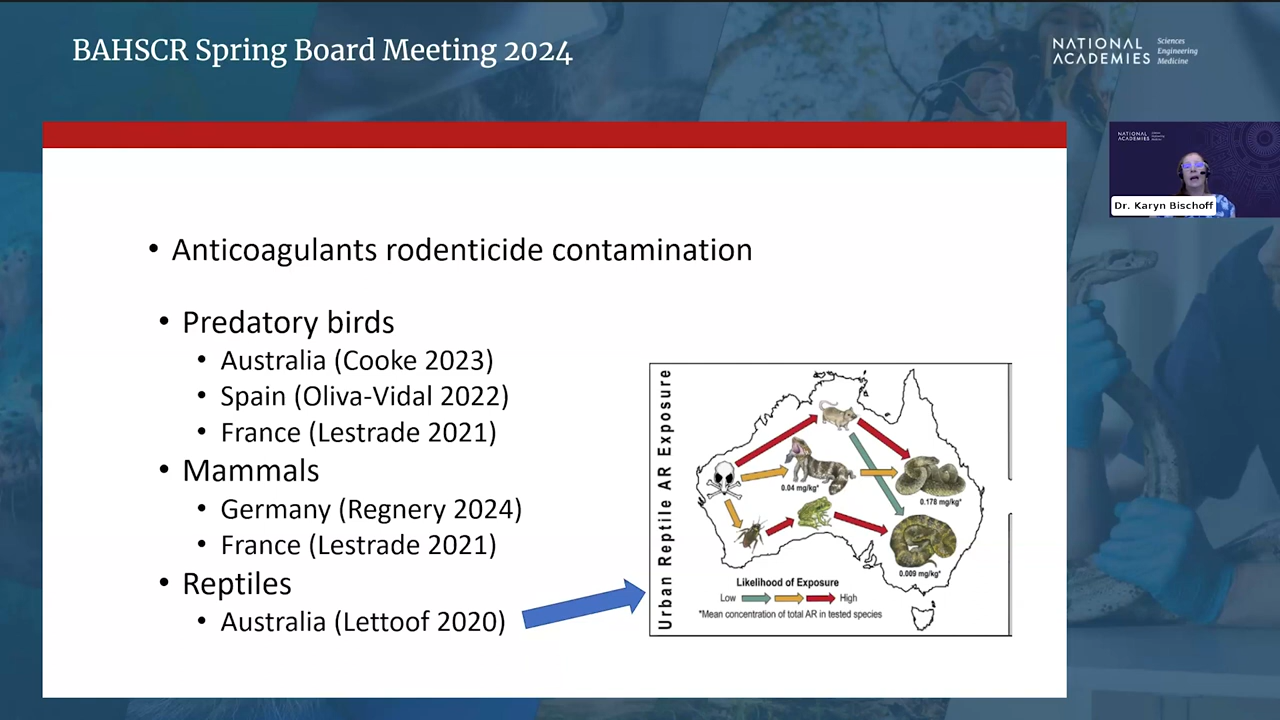 BAHSCR Spring Board Meeting 2024
NATIONAL ACADEMIES
Sciences
Engineering
Medicine
NATIONAL
ACADEMIES
Dr. Karyn Bischoff
• Anticoagulants rodenticide contamination
• Predatory birds
• Australia (Cooke 2023)
• Spain (Oliva-Vidal 2022)
• France (Lestrade 2021)
• Mammals
• Germany (Regnery 2024)
• France (Lestrade 2021)
• Reptiles
• Australia (Lettoof 2020)
Urban Reptile AR Exposure
0.04 mg/kg*
0.178 mg/kg*
0.009 mg/kg*
Likelihood of Exposure
Low High
*Mean concentration of total AR in tested species